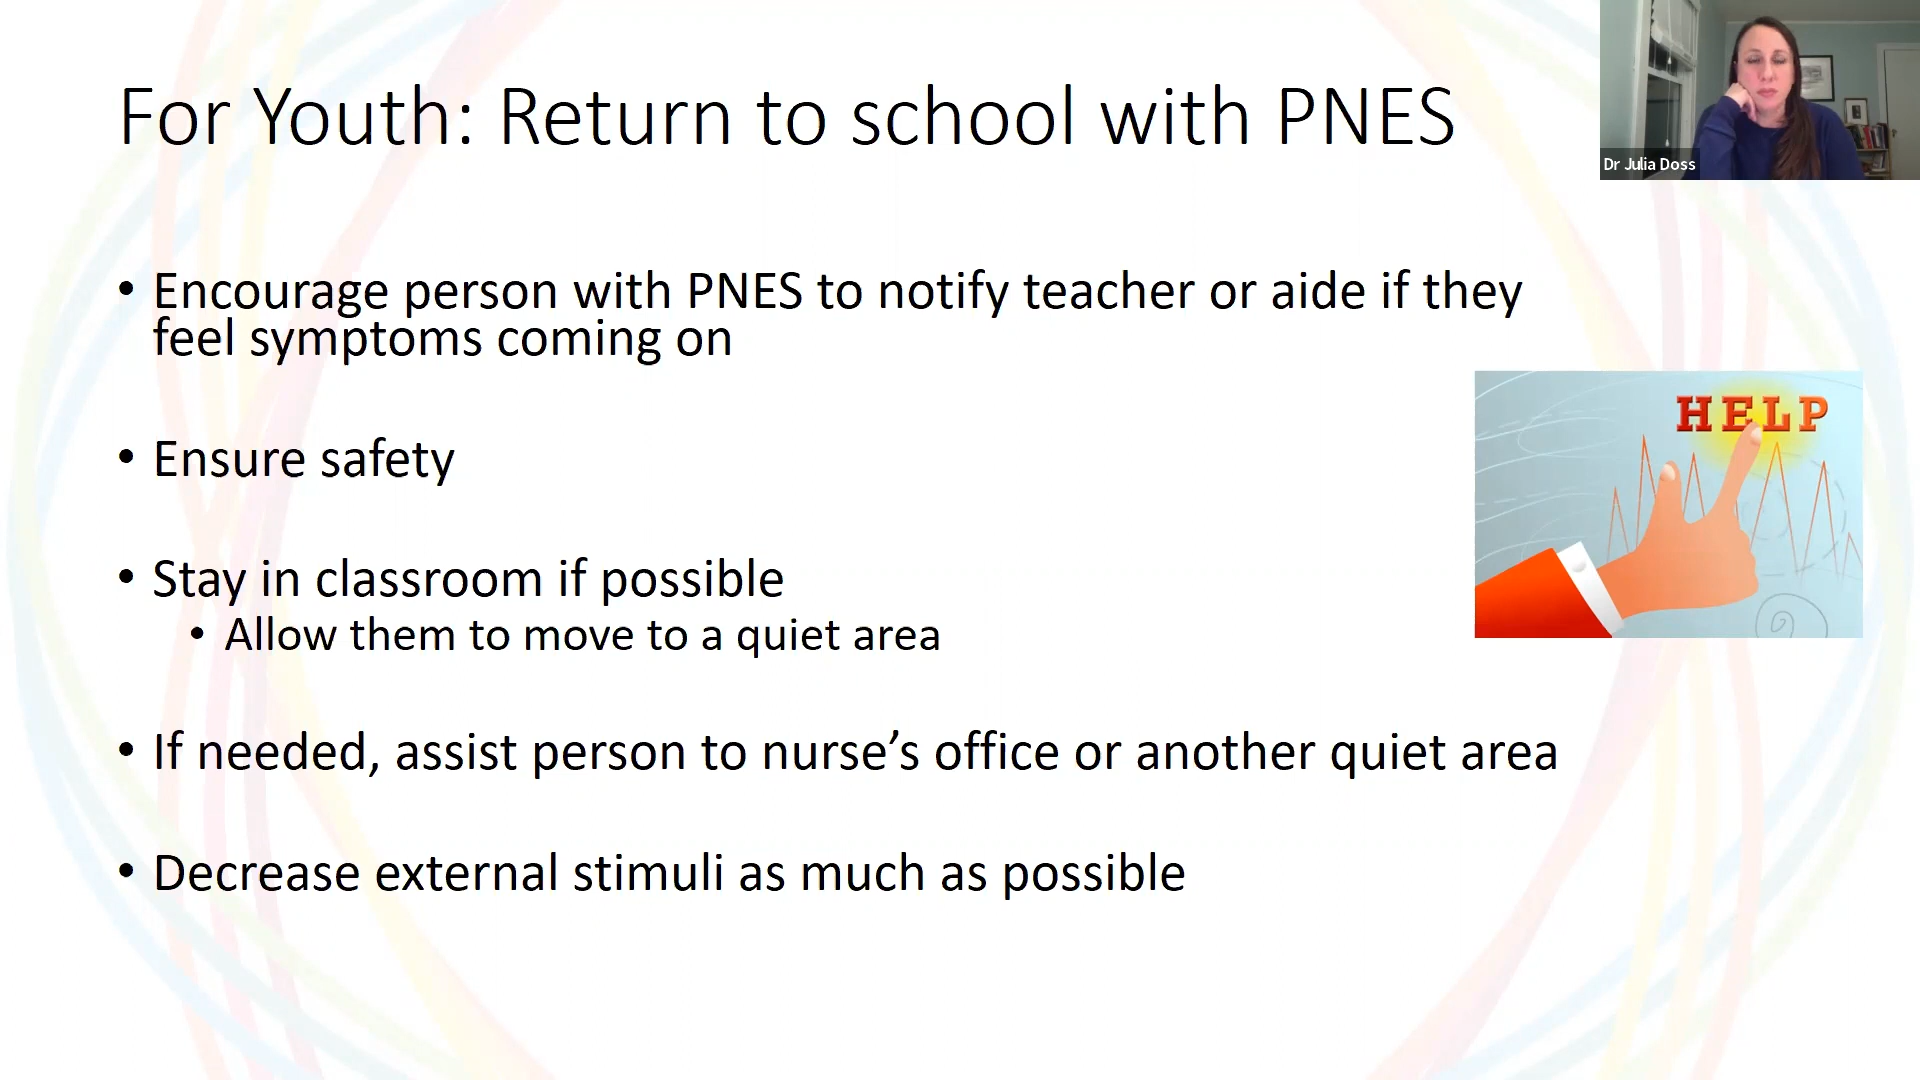 For Youth: Return to school with PNES
Dr Julia Doss
• Encourage person with PNES to notify teacher or aide if they
feel symptoms coming on
HELP
• Ensure safety
• Stay in classroom if possible
• Allow them to move to a quiet area
• If needed, assist person to nurse’s office or another quiet area
• Decrease external stimuli as much as possible